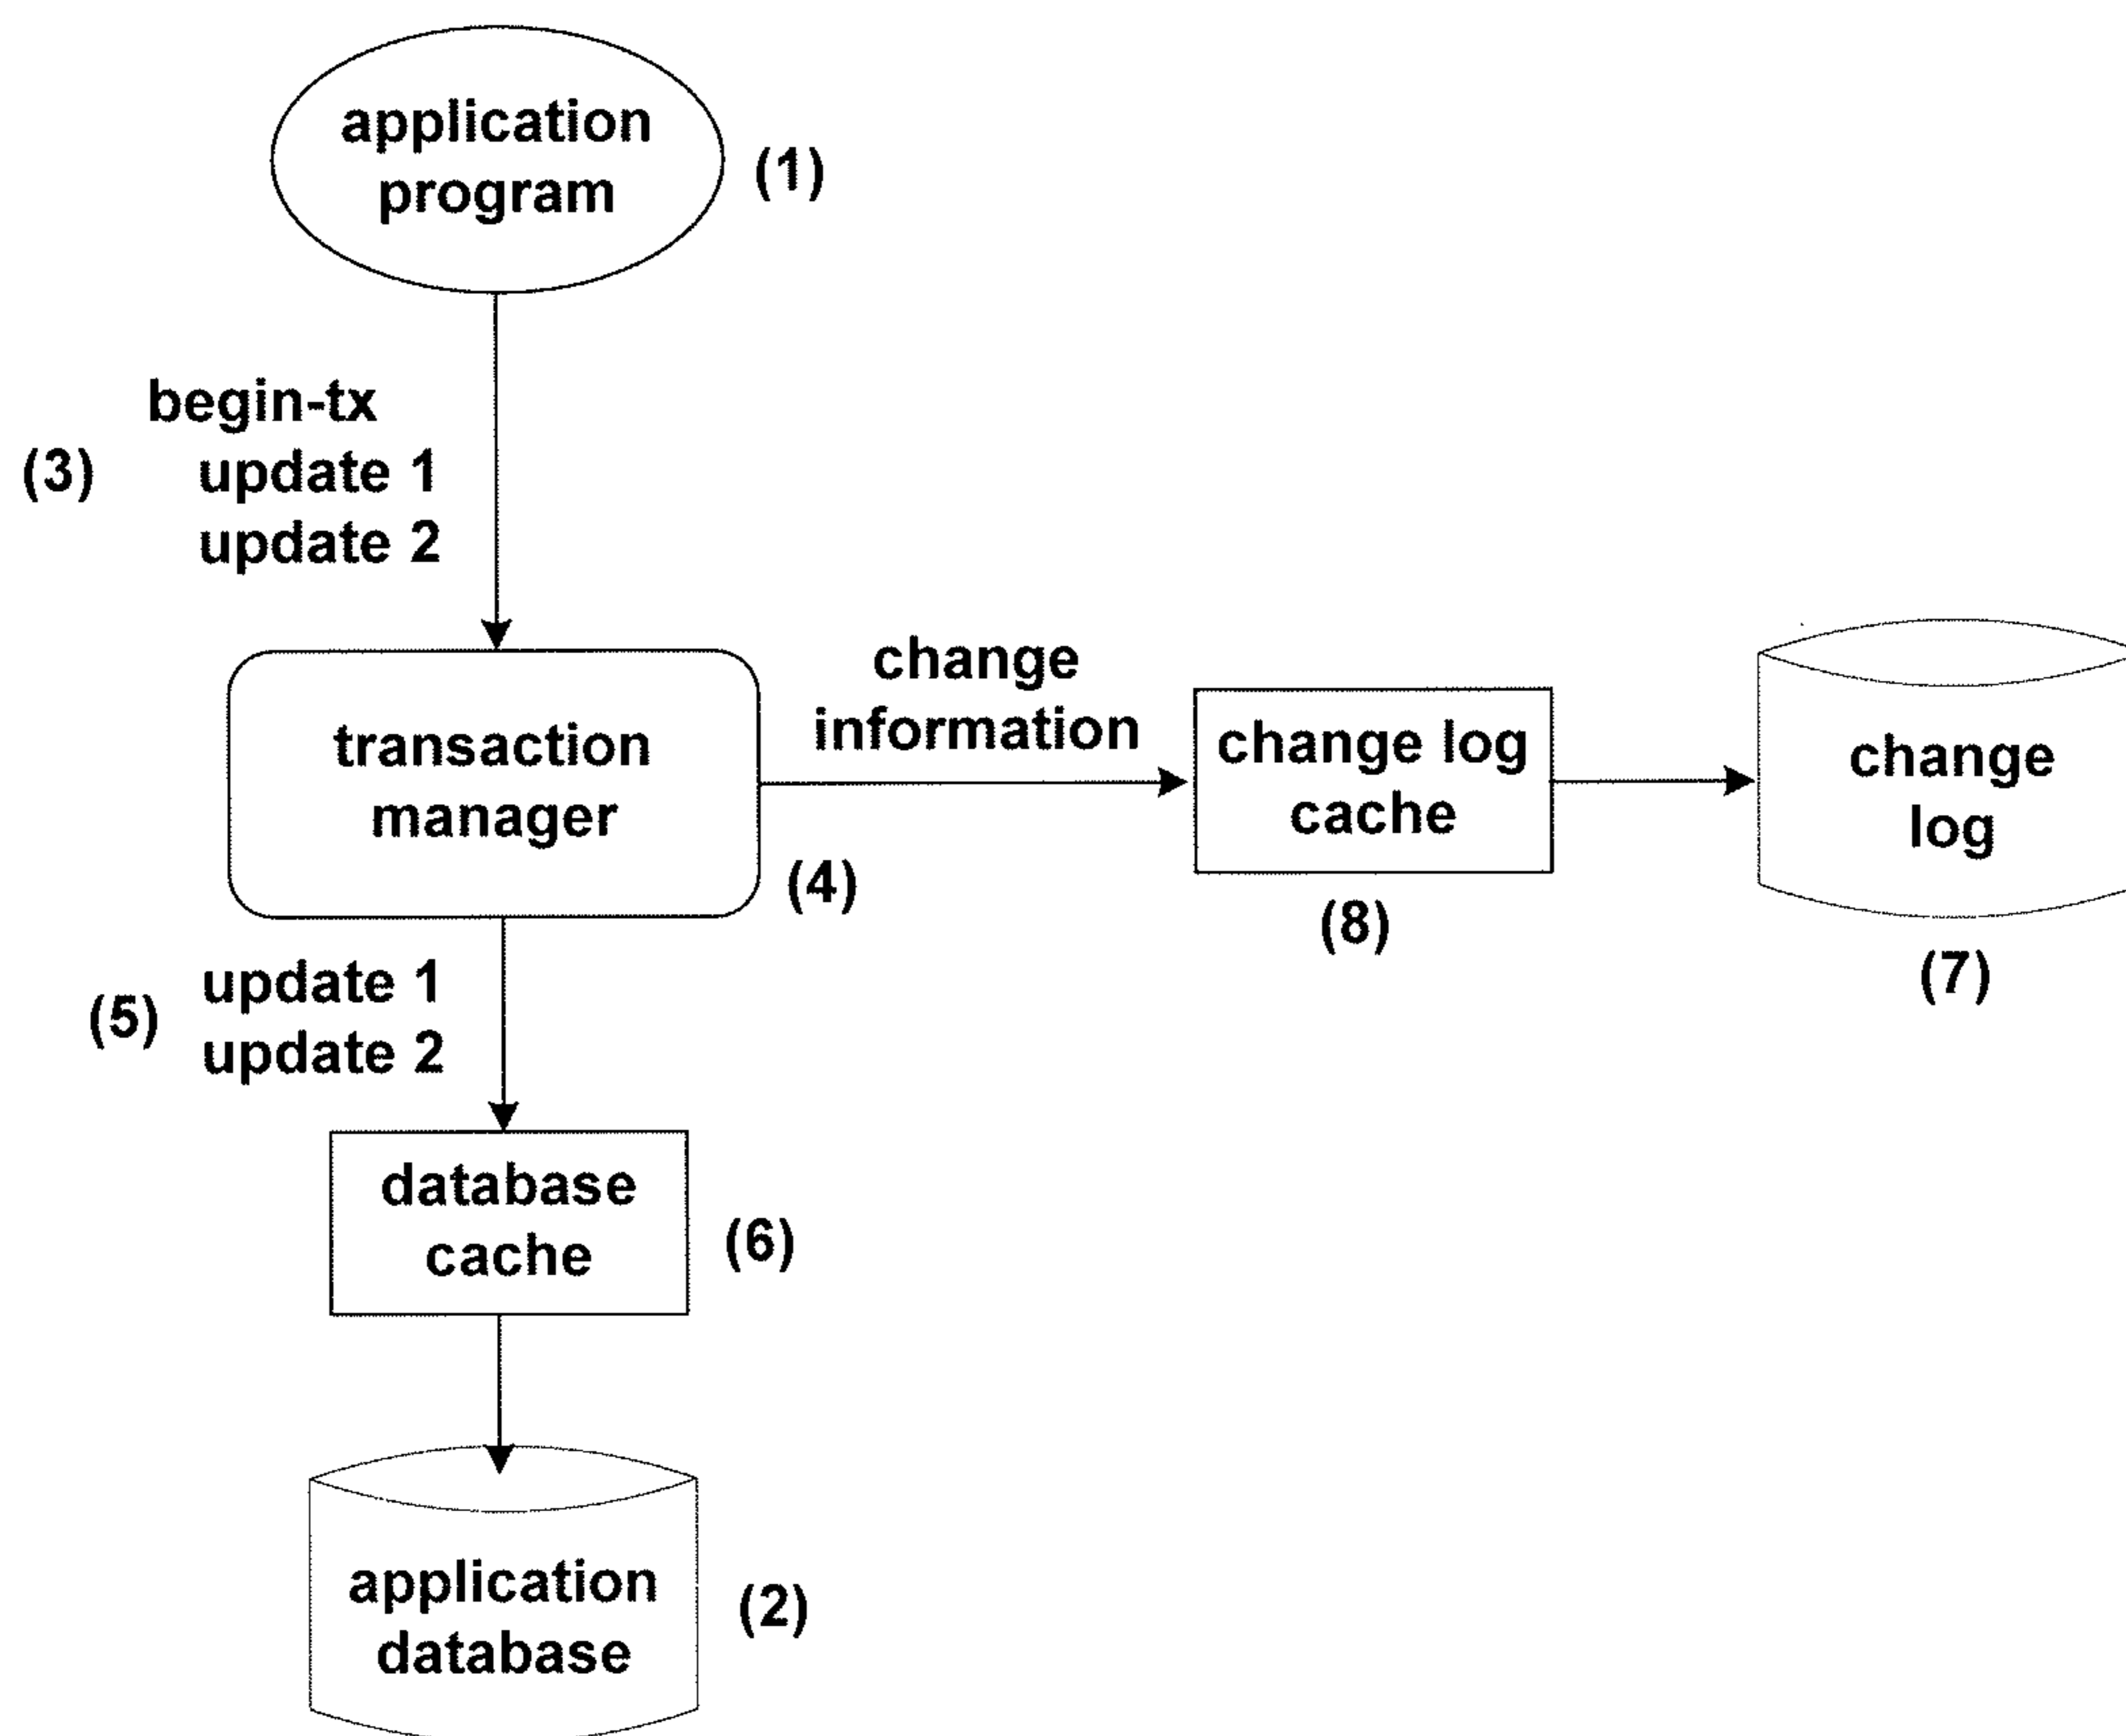 application
program
(1)
begin-tx
(3)
update 1
update 2
transaction
manager
(4)
change
information
change log
cache
(8)
change
log
(7)
(5)
update 1
update 2
database
cache
(6)
application
database
(2)